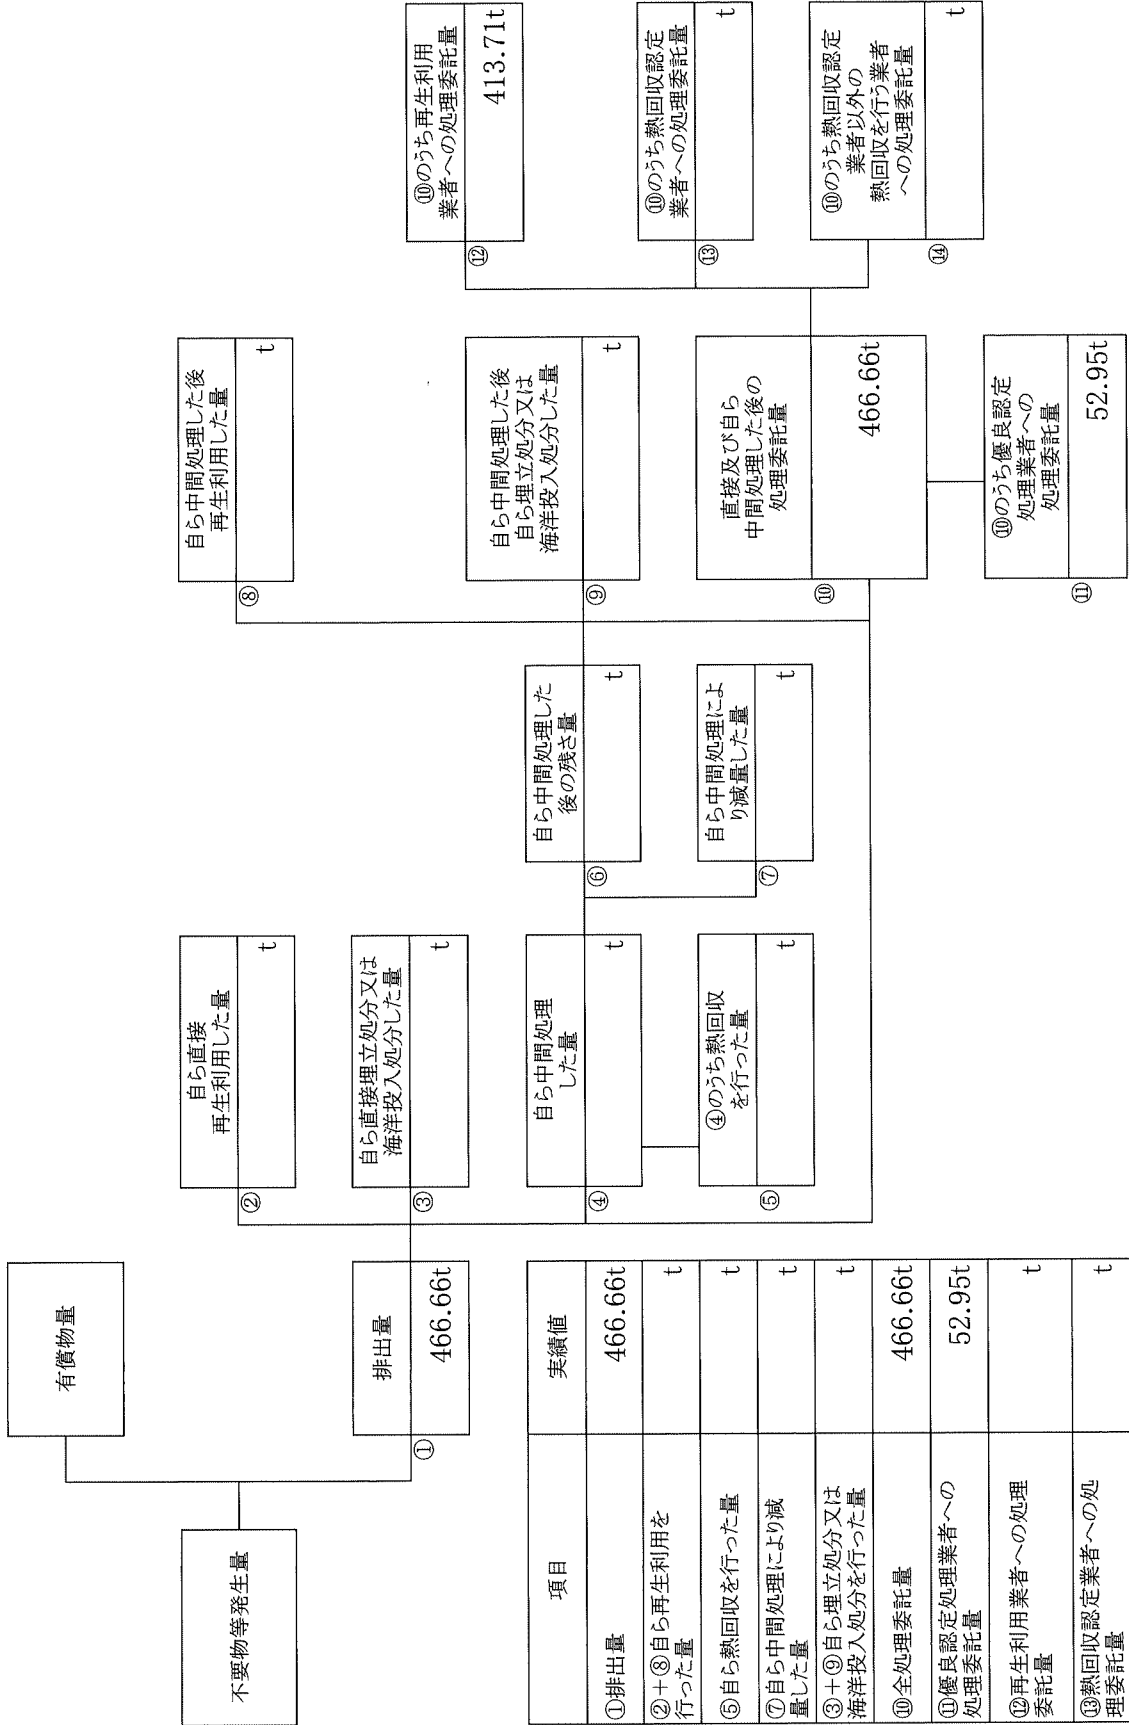 不要物等発生量
有償物量
①
排出量
466.66t
②
自ら直接
再生利用した量
t
③
自ら直接埋立処分又は
海洋投入処分した量
t
④
自ら中間処理
した量
t
⑤
④のうち熱回収
を行った量
t
⑥
自ら中間処理した
後の残さ量
t
⑦
自ら中間処理によ
り減量した量
t
⑧
自ら中間処理した後
再生利用した量
t
⑨
自ら中間処理した後
自ら埋立処分又は
海洋投入処分した量
t
⑩
直接及び自ら
中間処理した後の
処理委託量
466.66t
⑪
⑩のうち優良認定
処理業者への
処理委託量
52.95t
⑫
⑩のうち再生利用
業者への処理委託量
413.71t
⑬
⑩のうち熱回収認定
業者への処理委託量
t
⑭
⑩のうち熱回収認定
業者以外の
熱回収を行う業者
への処理委託量
t
項目 実績値
①排出量 466.66t
②+⑧自ら再生利用を
行った量 t
⑤自ら熱回収を行った量 t
⑦自ら中間処理により減
量した量 t
③+⑨自ら埋立処分又は
海洋投入処分を行った量 t
⑩全処理委託量 466.66t
⑪優良認定処理業者への
処理委託量 52.95t
⑫再生利用業者への処理
委託量 t
⑬熱回収認定業者への処
理委託量 t